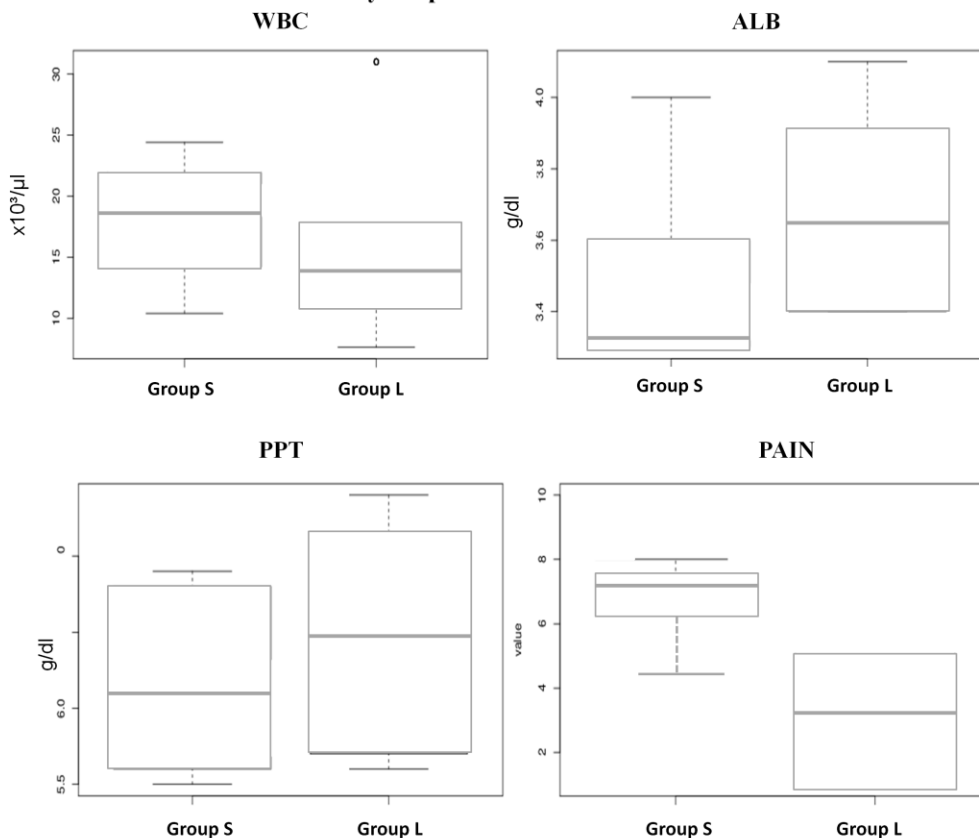 WBC
30
25
20
15
10
x10³/µl
Group S
Group L
ALB
4.0
3.8
3.6
3.4
g/dl
Group S
Group L
PPT
0
6.0
5.5
g/dl
Group S
Group L
PAIN
10
8
6
4
2
value
Group S
Group L